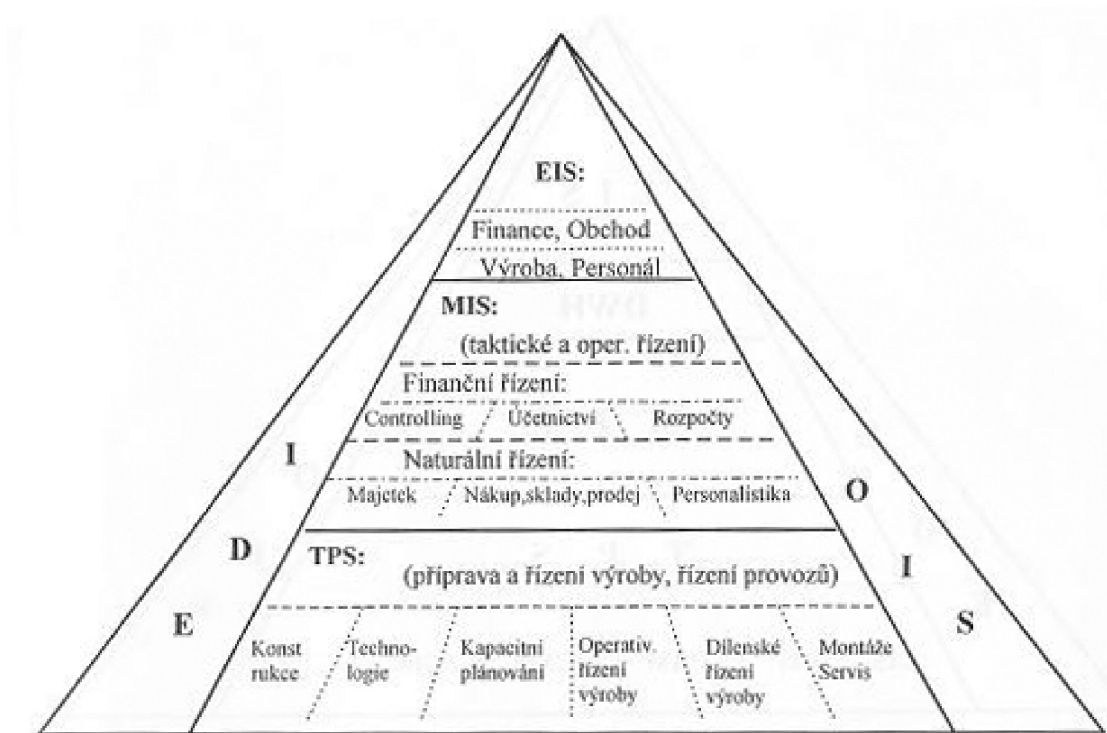 EIS:
Finance, Obchod
Výroba, Personál
MIS:
(taktické a oper. řízení)
Finanční řízení:
Controlling Účetnictví Rozpočty
Naturální řízení:
Majetek Nákup,sklady,prodej Personalistika
TPS:
(příprava a řízení výroby, řízení provozů)
Konst
rukce
Techno-
logie
Kapacitní
plánování
Operativ.
řízení
výroby
Dílenské
řízení
výroby
Montáže
Servis
E
D
I
O
I
S